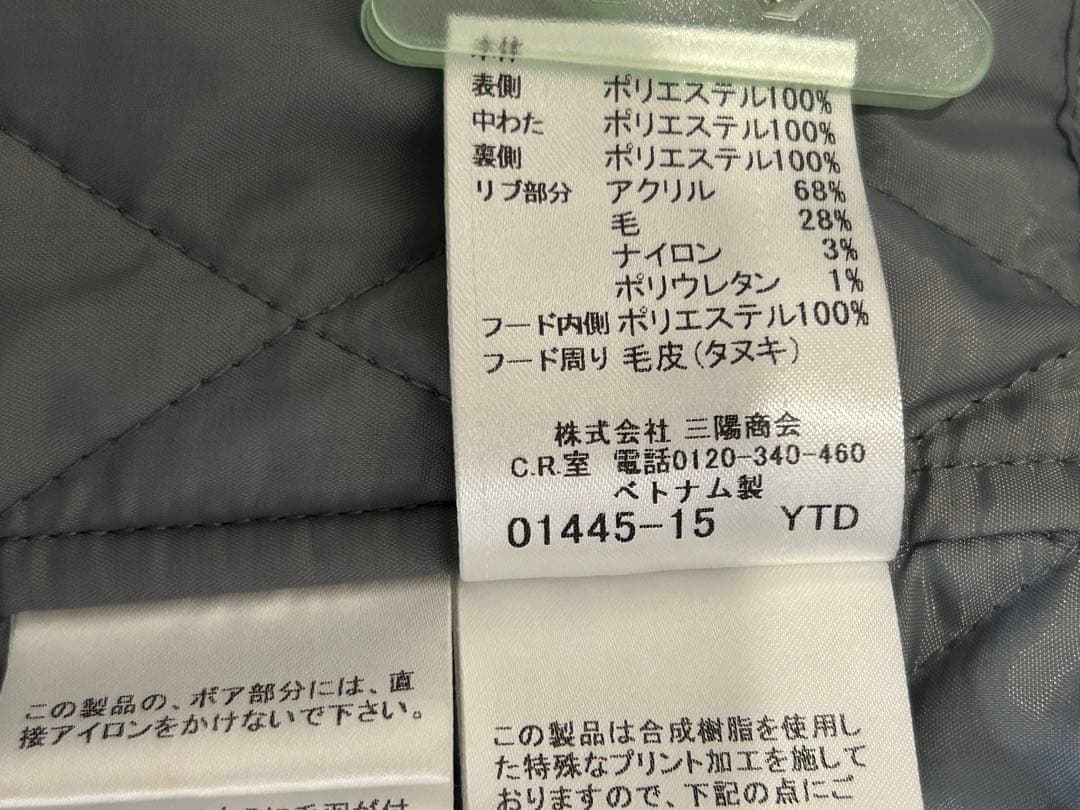 本体
表側 ポリエステル100%
中わた ポリエステル100%
裏側 ポリエステル100%
リブ部分 アクリル 68%
毛 28%
ナイロン 3%
ポリウレタン 1%
フード内側 ポリエステル100%
フード周り 毛皮(タヌキ)
株式会社 三陽商会
C.R.室 電話0120-340-460
ベトナム製
01445-15 YTD
この製品の、ボア部分には、直
接アイロンをかけないで下さい。
この製品は合成樹脂を使用し
た特殊なプリント加工を施して
おりますので、下記の点にご